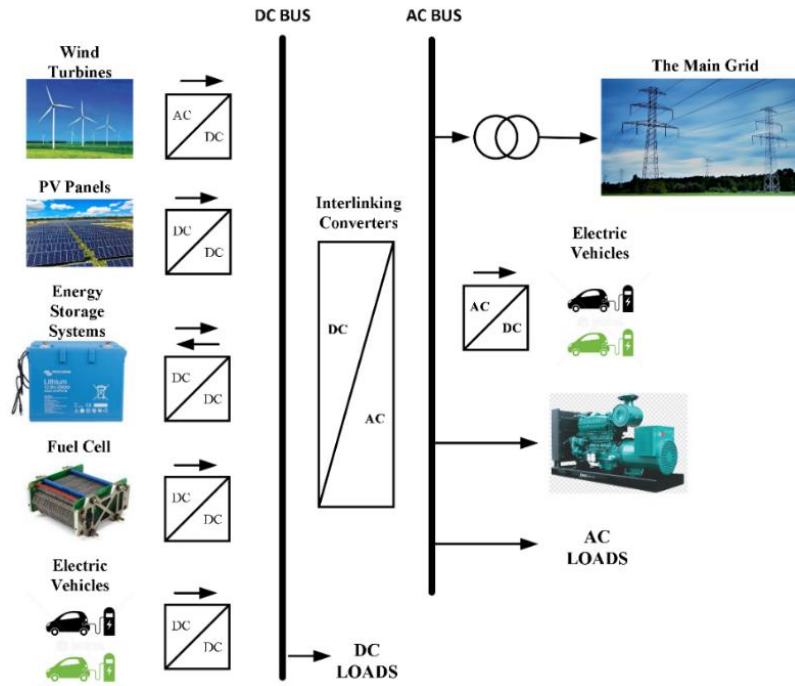 DC BUS
AC BUS
Wind
Turbines
AC
DC
PV Panels
DC
DC
Energy
Storage
Systems
Lithium
DC
DC
Fuel Cell
DC
DC
Electric
Vehicles
DC
DC
DC
LOADS
Interlinking
Converters
DC
AC
The Main Grid
Electric
Vehicles
AC
DC
AC
LOADS